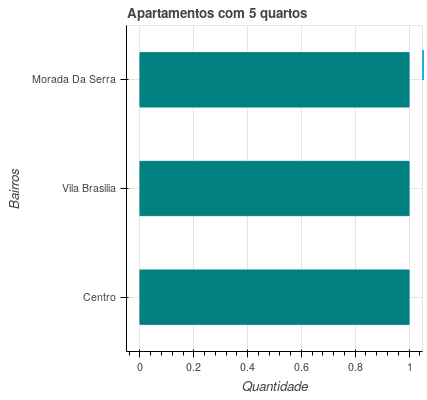 Apartamentos com 5 quartos
Morada Da Serra
Vila Brasilia
Centro
Bairros
0 0.2 0.4 0.6 0.8 1
Quantidade